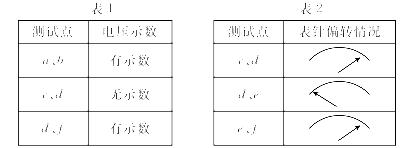 表1
测试点 电压示数
a、b 有示数
c、d 无示数
d、f 有示数
表2
测试点 表针偏转情况
c、d
d、e
e、f